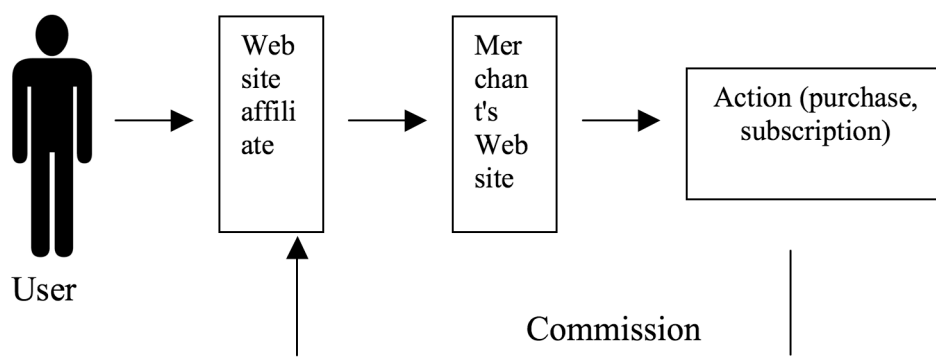 Web
site
affili
ate
Mer
chan
t's
Web
site
Action (purchase,
subscription)
User
Commission